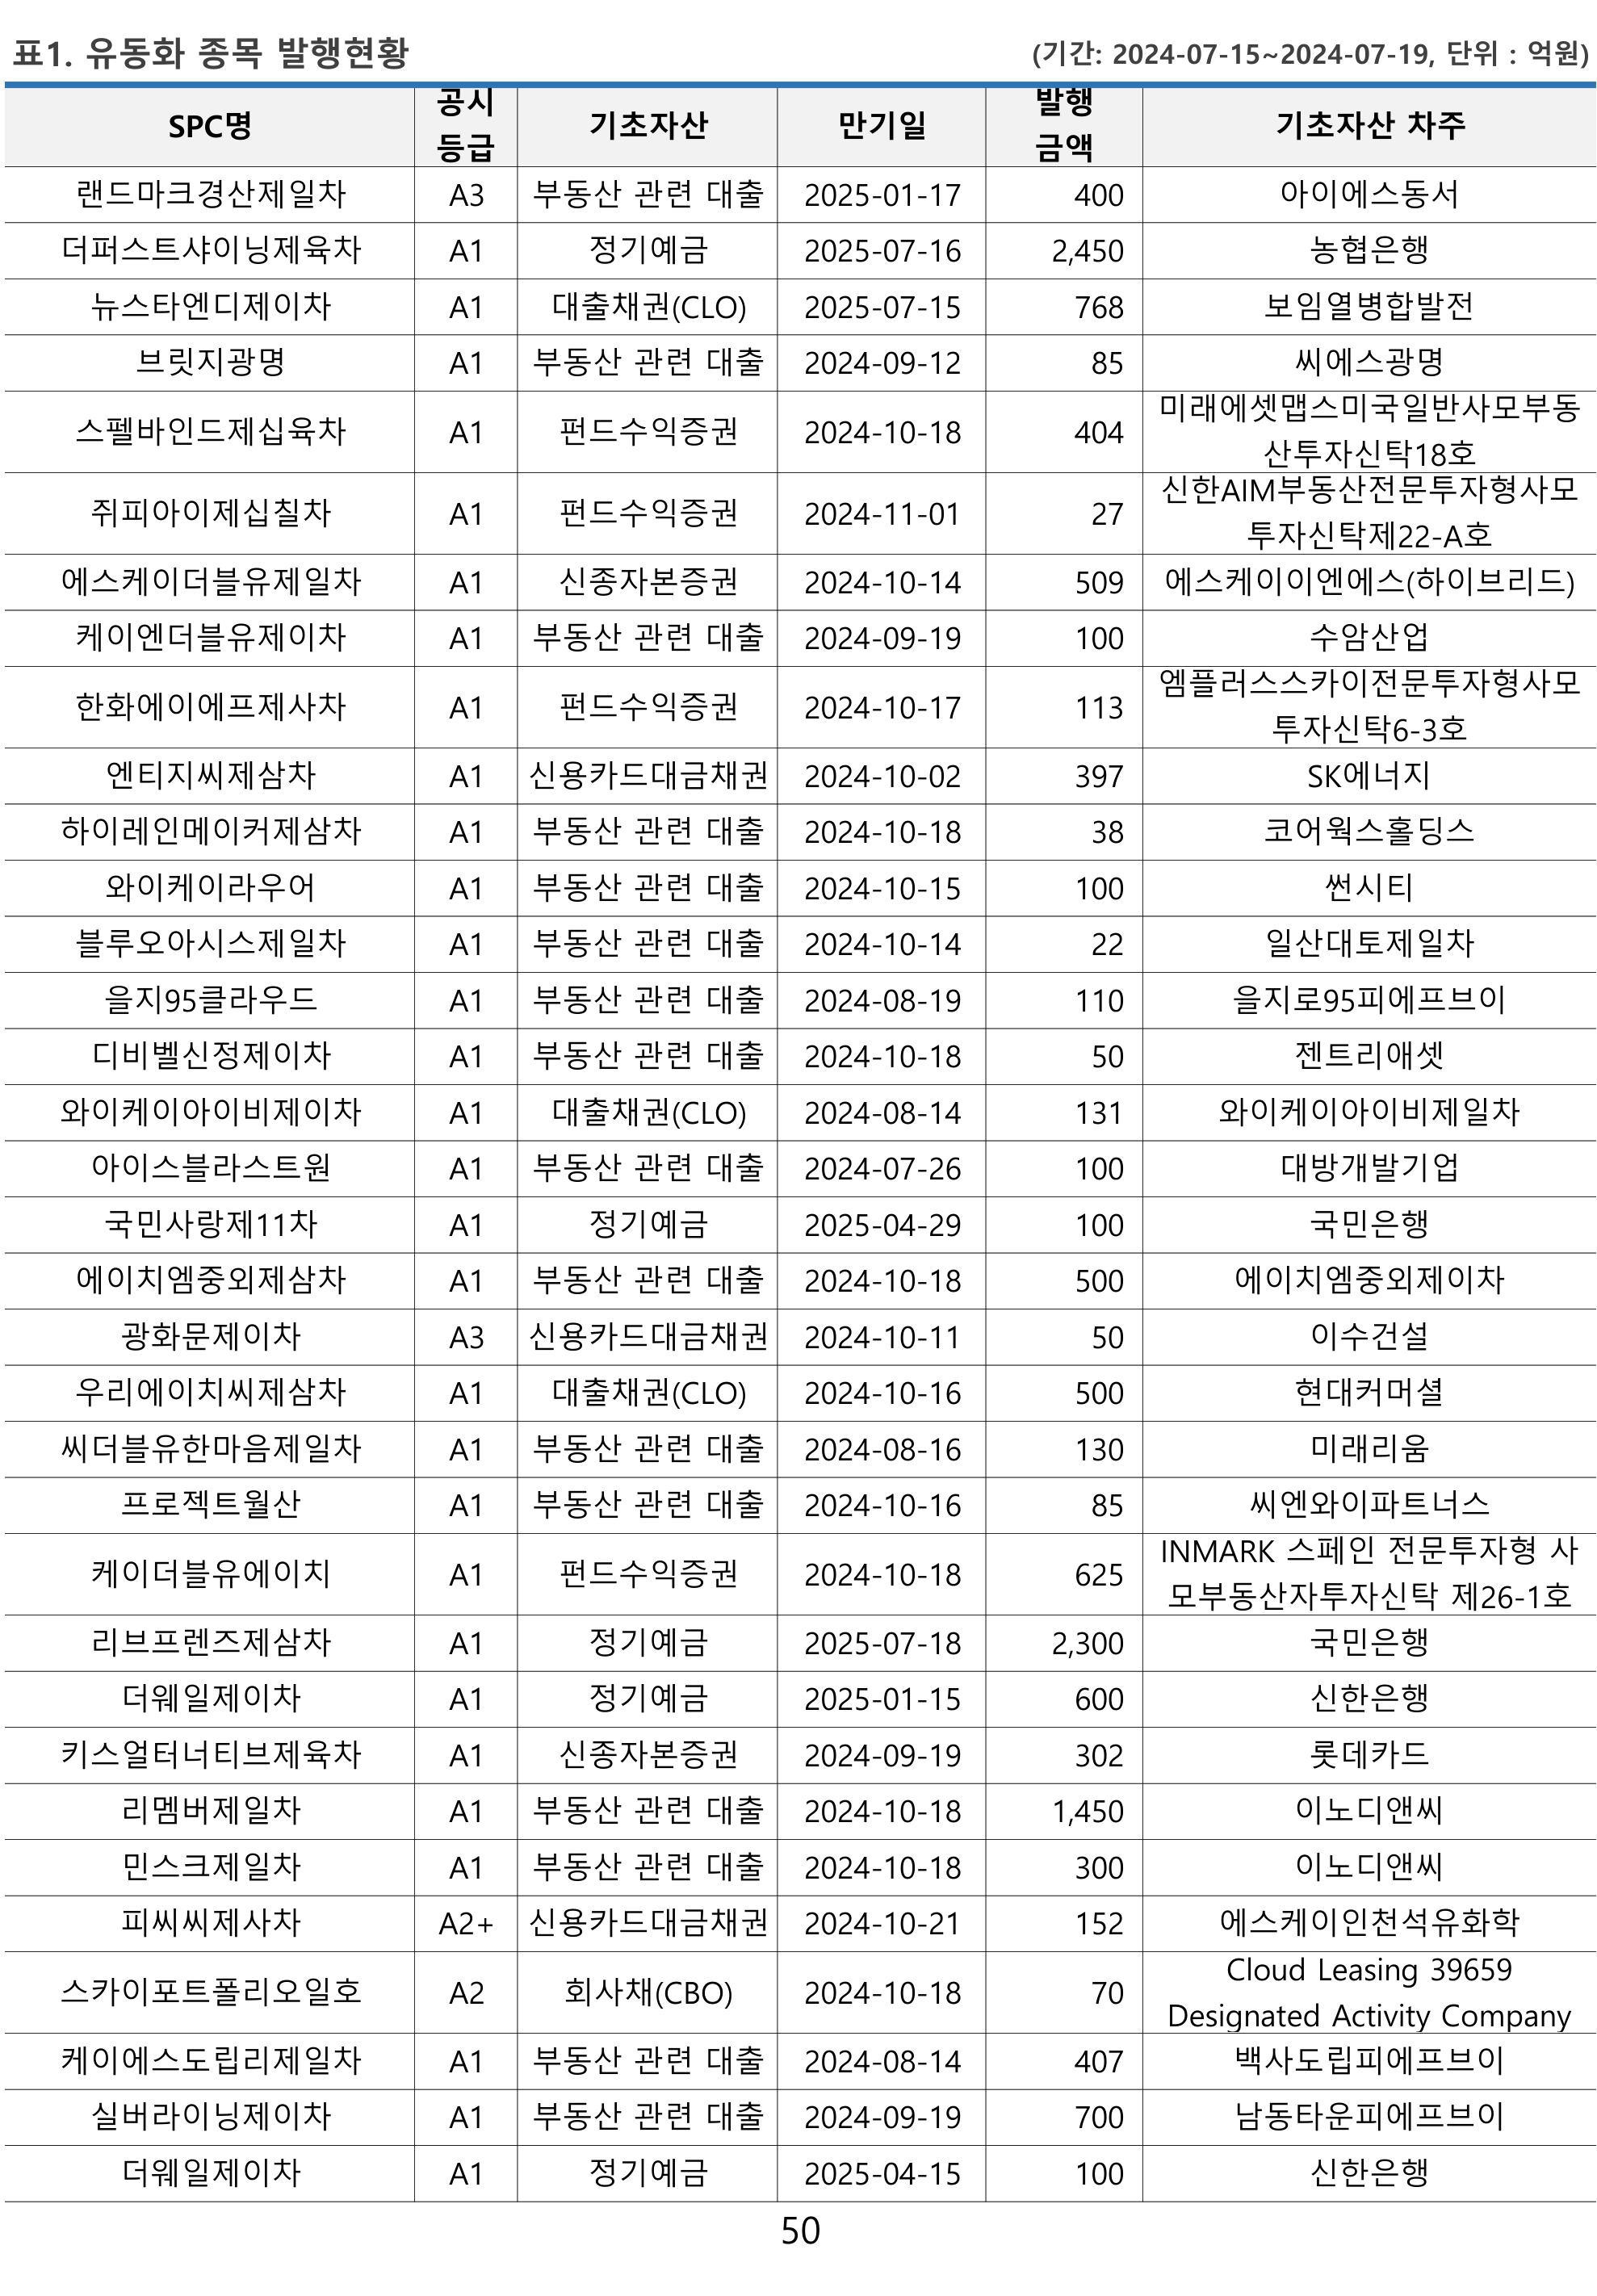 표1. 유동화 종목 발행현황 (기간: 2024-07-15~2024-07-19, 단위 : 억원)
SPC명 공시등급 기초자산 만기일 발행금액 기초자산 차주
랜드마크경산제일차 A3 부동산 관련 대출 2025-01-17 400 아이에스동서
더퍼스트샤이닝제육차 A1 정기예금 2025-07-16 2,450 농협은행
뉴스타엔디제이차 A1 대출채권(CLO) 2025-07-15 768 보임열병합발전
브릿지광명 A1 부동산 관련 대출 2024-09-12 85 씨에스광명
스펠바인드제십육차 A1 펀드수익증권 2024-10-18 404 미래에셋맵스미국일반사모부동
산투자신탁18호
쥐피아이제십칠차 A1 펀드수익증권 2024-11-01 27 신한AIM부동산전문투자형사모
투자신탁제22-A호
에스케이더블유제일차 A1 신종자본증권 2024-10-14 509 에스케이이엔에스(하이브리드)
케이엔더블유제이차 A1 부동산 관련 대출 2024-09-19 100 수암산업
한화에이에프제사차 A1 펀드수익증권 2024-10-17 113 엠플러스스카이전문투자형사모
투자신탁6-3호
엔티지씨제삼차 A1 신용카드대금채권 2024-10-02 397 SK에너지
하이레인메이커제삼차 A1 부동산 관련 대출 2024-10-18 38 코어웍스홀딩스
와이케이라우어 A1 부동산 관련 대출 2024-10-15 100 썬시티
블루오아시스제일차 A1 부동산 관련 대출 2024-10-14 22 일산대토제일차
을지95클라우드 A1 부동산 관련 대출 2024-08-19 110 을지로95피에프브이
디비벨신정제이차 A1 부동산 관련 대출 2024-10-18 50 젠트리애셋
와이케이아이비제이차 A1 대출채권(CLO) 2024-08-14 131 와이케이아이비제일차
아이스블라스트원 A1 부동산 관련 대출 2024-07-26 100 대방개발기업
국민사랑제11차 A1 정기예금 2025-04-29 100 국민은행
에이치엠중외제삼차 A1 부동산 관련 대출 2024-10-18 500 에이치엠중외제이차
광화문제이차 A3 신용카드대금채권 2024-10-11 50 이수건설
우리에이치씨제삼차 A1 대출채권(CLO) 2024-10-16 500 현대커머셜
씨더블유한마음제일차 A1 부동산 관련 대출 2024-08-16 130 미래리움
프로젝트월산 A1 부동산 관련 대출 2024-10-16 85 씨엔와이파트너스
케이더블유에이치 A1 펀드수익증권 2024-10-18 625 INMARK 스페인 전문투자형 사
모부동산자투자신탁 제26-1호
리브프렌즈제삼차 A1 정기예금 2025-07-18 2,300 국민은행
더웨일제이차 A1 정기예금 2025-01-15 600 신한은행
키스얼터너티브제육차 A1 신종자본증권 2024-09-19 302 롯데카드
리멤버제일차 A1 부동산 관련 대출 2024-10-18 1,450 이노디앤씨
민스크제일차 A1 부동산 관련 대출 2024-10-18 300 이노디앤씨
피씨씨제사차 A2+ 신용카드대금채권 2024-10-21 152 에스케이인천석유화학
스카이포트폴리오일호 A2 회사채(CBO) 2024-10-18 70 Cloud Leasing 39659
Designated Activity Company
케이에스도립리제일차 A1 부동산 관련 대출 2024-08-14 407 백사도립피에프브이
실버라이닝제이차 A1 부동산 관련 대출 2024-09-19 700 남동타운피에프브이
더웨일제이차 A1 정기예금 2025-04-15 100 신한은행
50